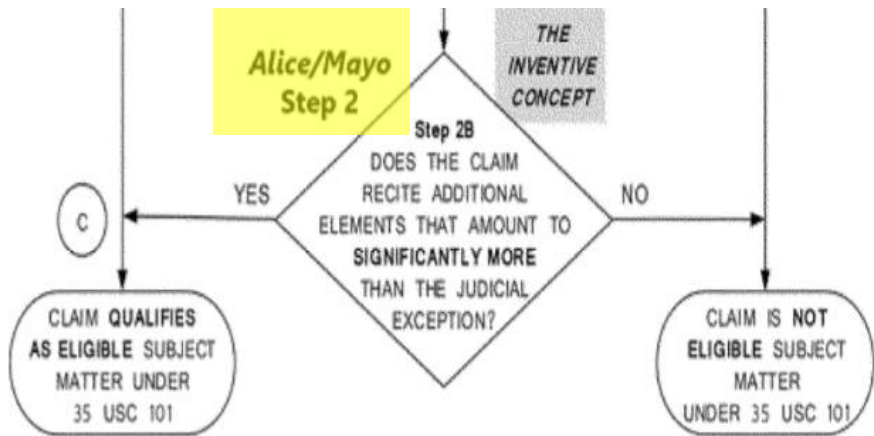 Alice/Mayo
Step 2
THE
INVENTIVE
CONCEPT
Step 2B
DOES THE CLAIM
RECITE ADDITIONAL
ELEMENTS THAT AMOUNT TO
SIGNIFICANTLY MORE
THAN THE JUDICIAL
EXCEPTION?
YES
NO
C
CLAIM QUALIFIES
AS ELIGIBLE SUBJECT
MATTER UNDER
35 USC 101
CLAIM IS NOT
ELIGIBLE SUBJECT
MATTER
UNDER 35 USC 101